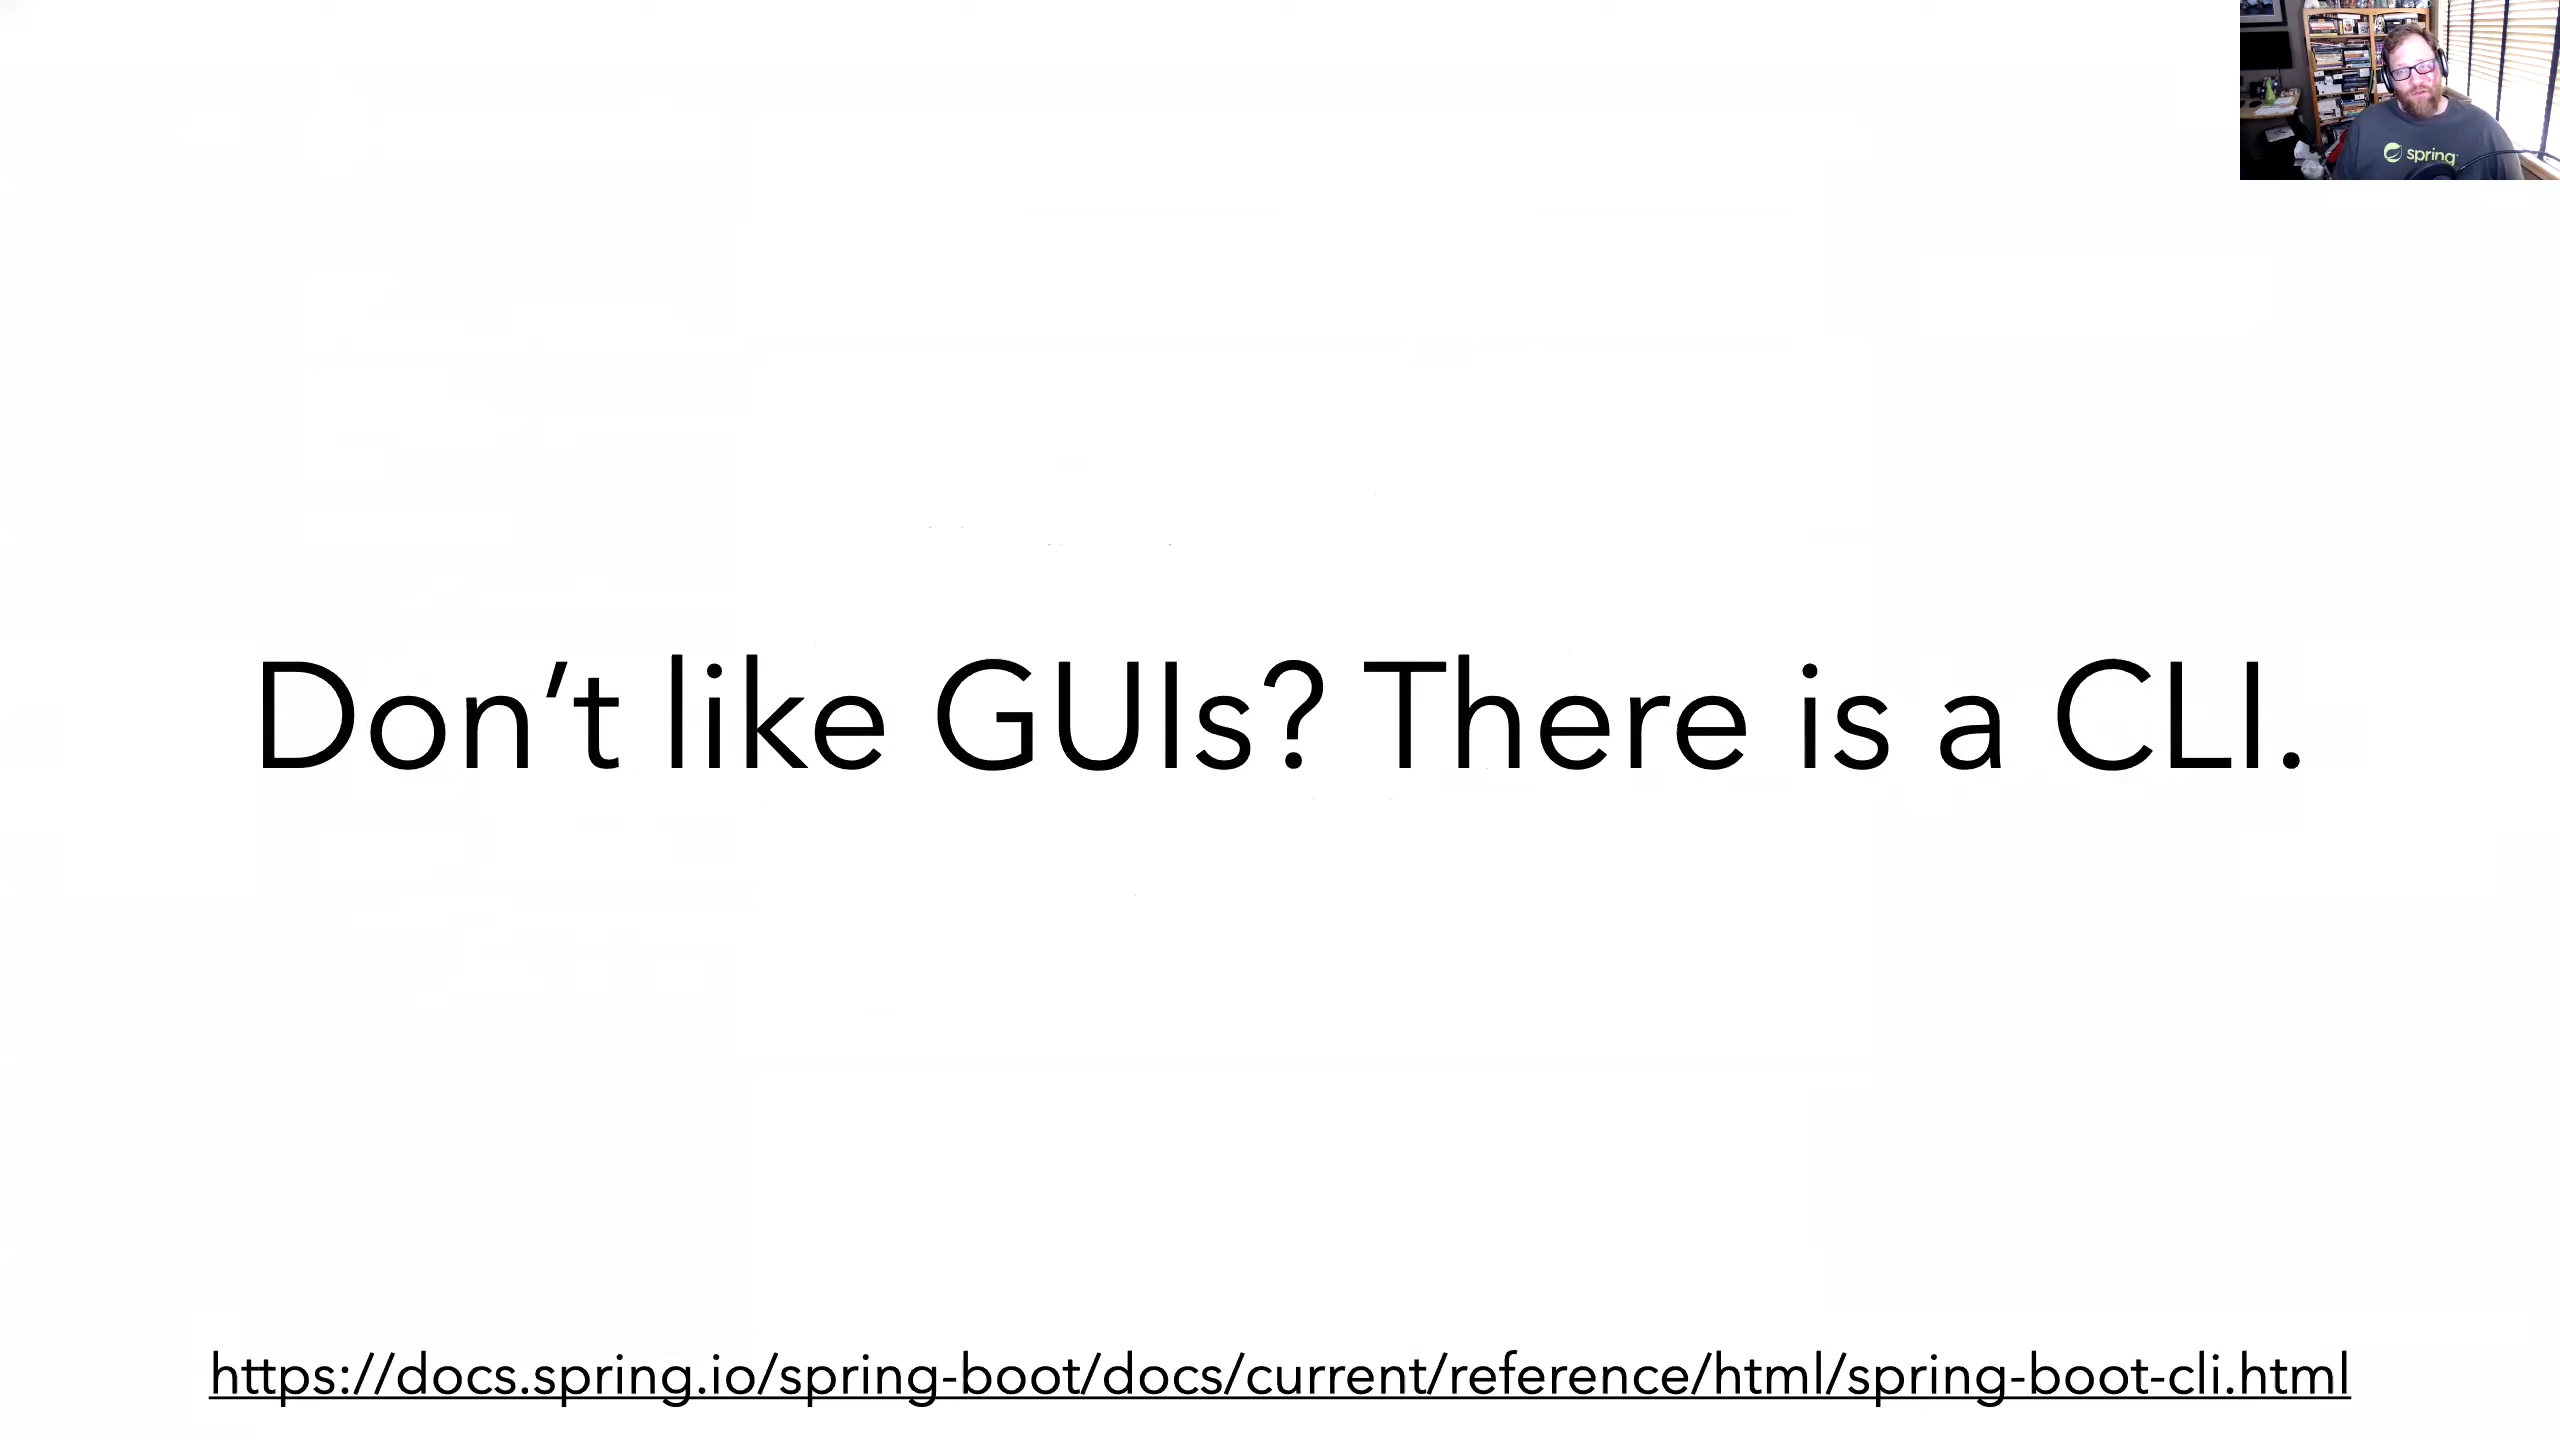 spring
Don’t like GUIs? There is a CLI.
https://docs.spring.io/spring-boot/docs/current/reference/html/spring-boot-cli.html